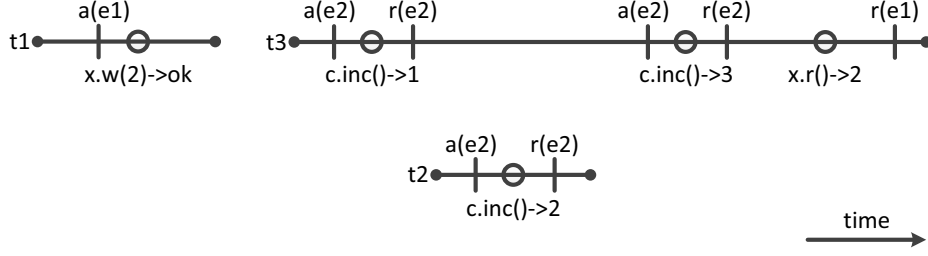 a(e1) a(e2) r(e2) a(e2) r(e2) r(e1)
t1 t3
x.w(2)->ok c.inc()->1 c.inc()->3 x.r()->2
a(e2) r(e2)
t2
c.inc()->2
time